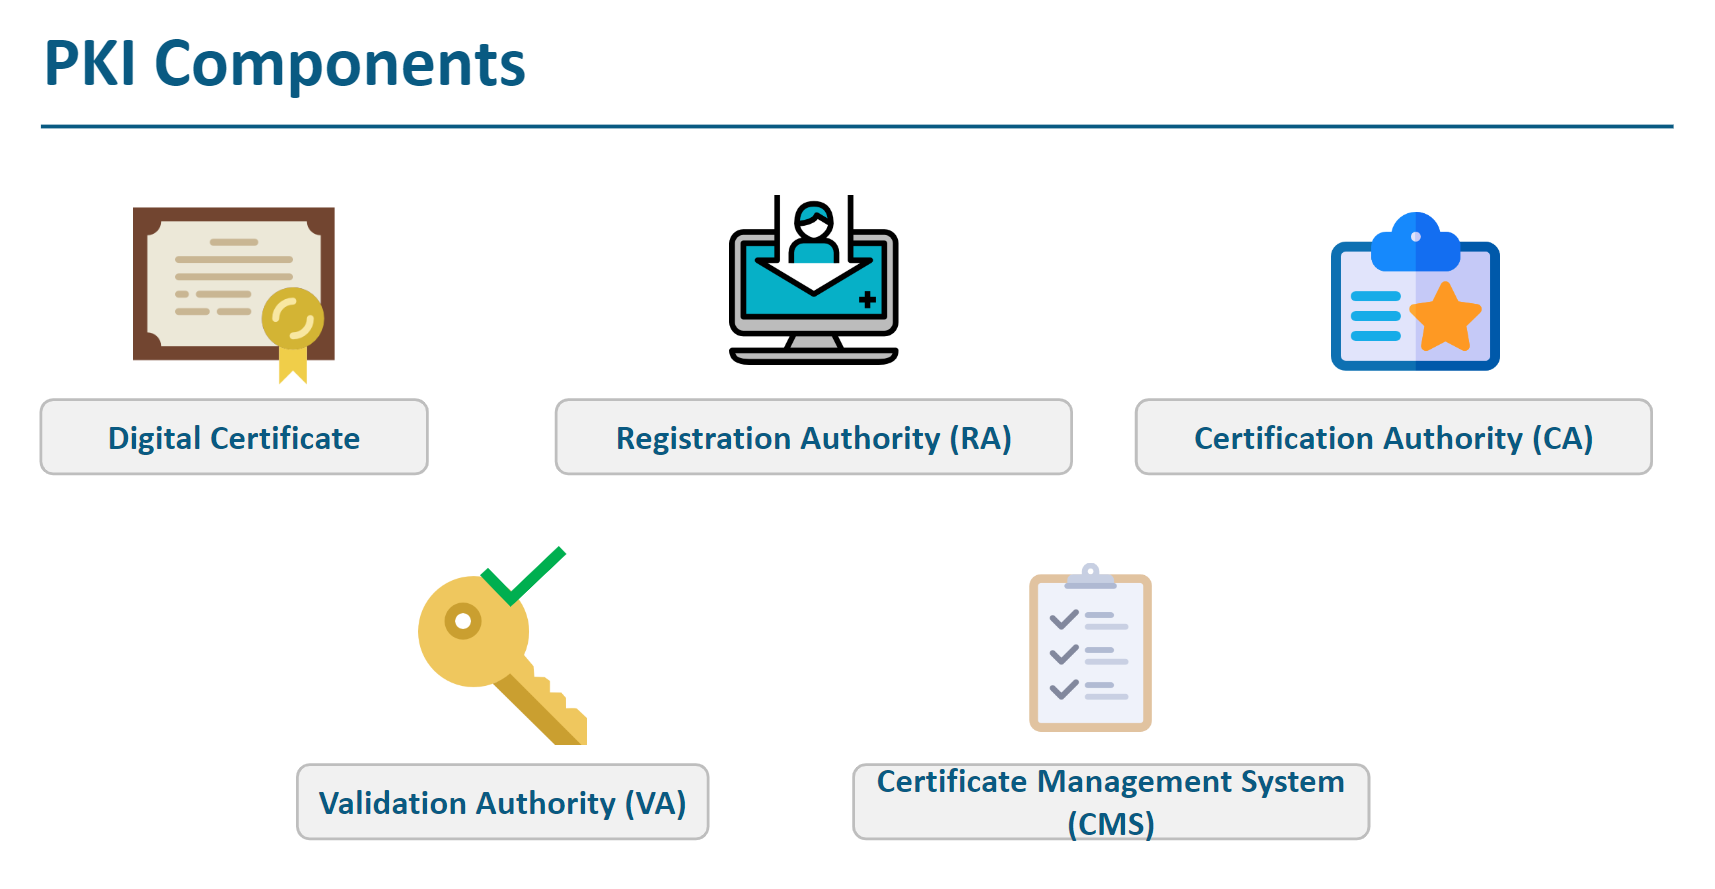 PKI Components
Digital Certificate
Registration Authority (RA)
Certification Authority (CA)
Validation Authority (VA)
Certificate Management System
(CMS)